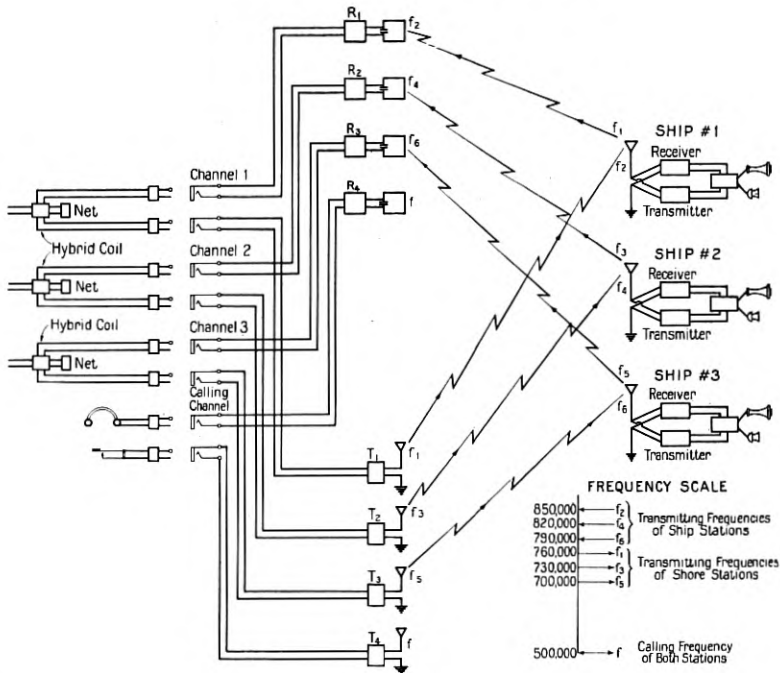 R₁
f₂
R₂
f₄
R₃
f₆
R₄
f
Channel 1
Net
Hybrid Coil
Channel 2
Net
Hybrid Coil
Channel 3
Net
Calling
Channel
T₁
f₁
T₂
f₃
T₃
f₅
T₄
f
SHIP #1
f₁
f₂
Receiver
Transmitter
SHIP #2
f₃
f₄
Receiver
Transmitter
SHIP #3
f₅
f₆
Receiver
Transmitter
FREQUENCY SCALE
850,000 f₂
820,000 f₄
790,000 f₆
Transmitting Frequencies
of Ship Stations
760,000 f₁
730,000 f₃
700,000 f₅
Transmitting Frequencies
of Shore Stations
500,000 f
Calling Frequency
of Both Stations